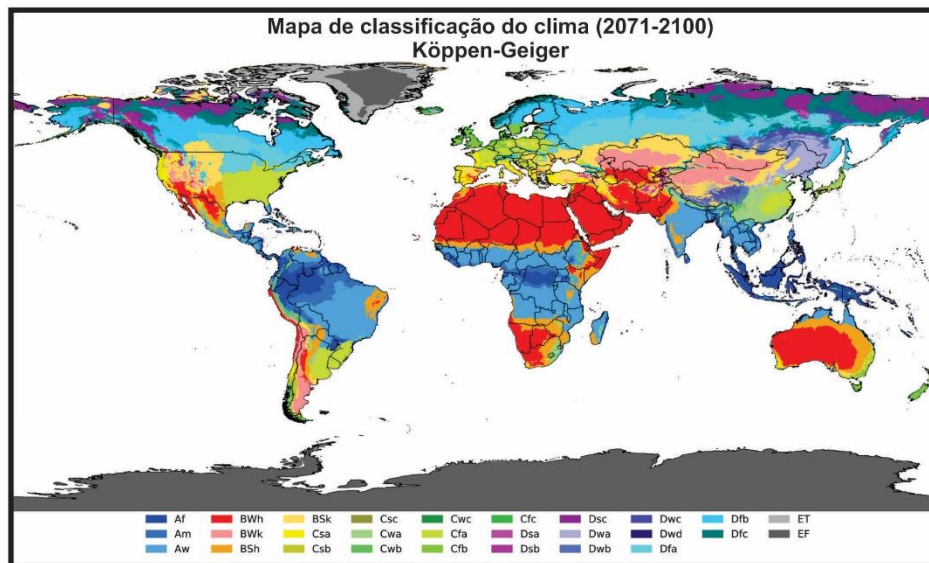 Mapa de classificação do clima (2071-2100)
Köppen-Geiger
Af BWh BSk Csc Cwc Cfc Dsc Dwc Dfb ET
Am BWk Csa Cwa Cfa Dsa Dwa Dwd Dfc EF
Aw BSh Csb Cwb Cfb Dsb Dwb Dfa